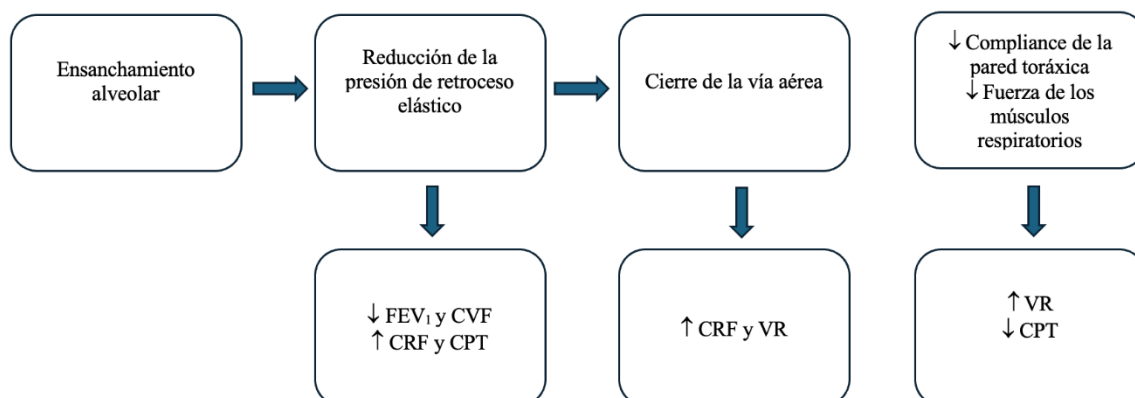 Ensanchamiento
alveolar
Reducción de la
presión de retroceso
elástico
Cierre de la vía aérea
↓ Compliance de la
pared toráxica
↓ Fuerza de los
músculos
respiratorios
↓ FEV₁ y CVF
↑ CRF y CPT
↑ CRF y VR
↑ VR
↓ CPT